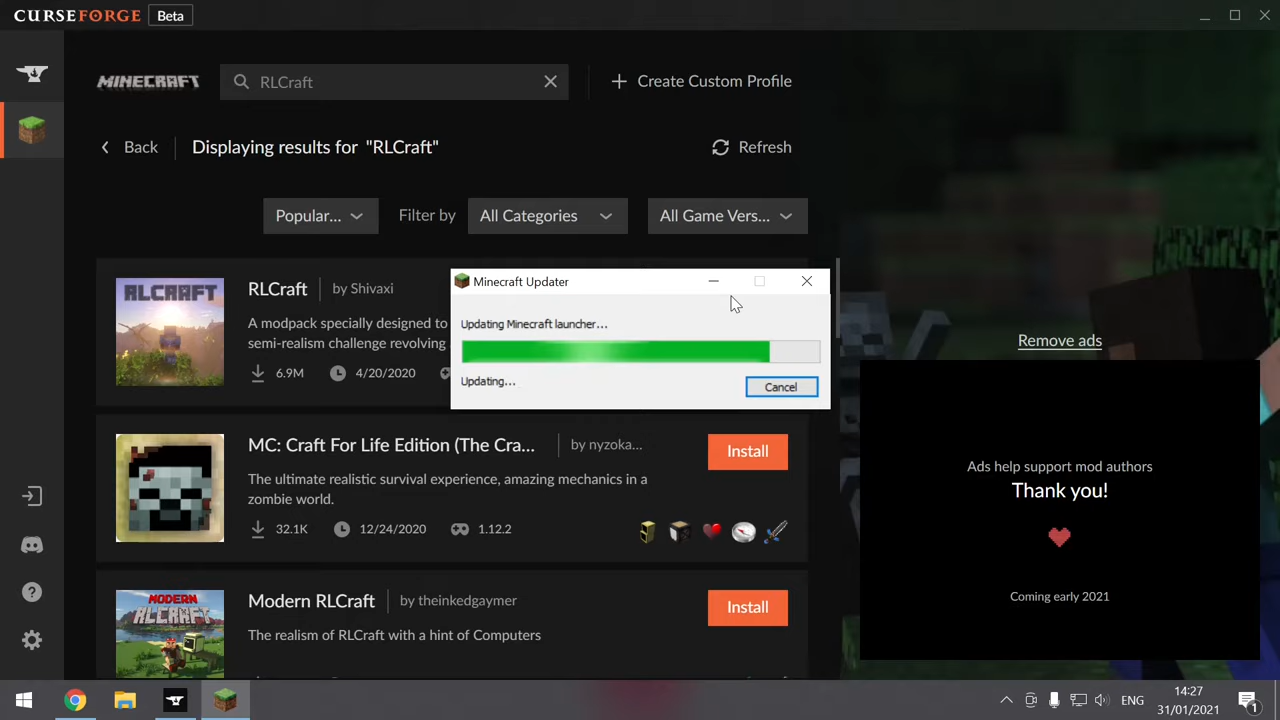 CURSEFORGE Beta
MINECRAFT
RLCraft
Create Custom Profile
Back
Displaying results for "RLCraft"
Refresh
Popular...
Filter by
All Categories
All Game Vers...
RLCRAFT
RLCraft
by Shivaxi
A modpack specially designed to
semi-realism challenge revolving
6.9M
4/20/2020
Minecraft Updater
Updating Minecraft launcher...
Updating...
Cancel
MC: Craft For Life Edition (The Cra...
by nyzoka...
Install
The ultimate realistic survival experience, amazing mechanics in a
zombie world.
32.1K
12/24/2020
1.12.2
MODERN
RLCRAFT
Modern RLCraft
by theinkedgaymer
Install
The realism of RLCraft with a hint of Computers
Remove ads
Ads help support mod authors
Thank you!
Coming early 2021
ENG
14:27
31/01/2021
1